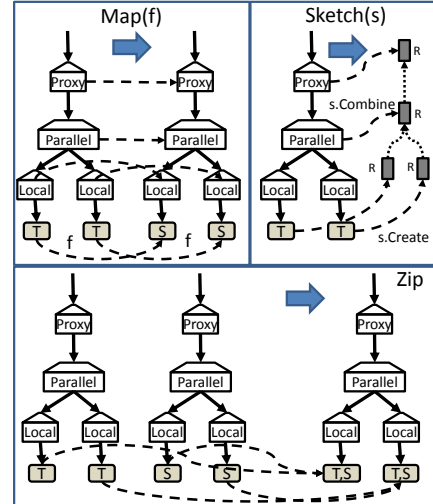 Map(f)
Proxy Proxy
Parallel Parallel
Local Local Local Local
T T S S
f f
Sketch(s)
Proxy R
s.Combine R
Parallel
R R
Local Local
T T
s.Create
Zip
Proxy Proxy Proxy
Parallel Parallel Parallel
Local Local Local Local Local Local
T T S S T,S T,S